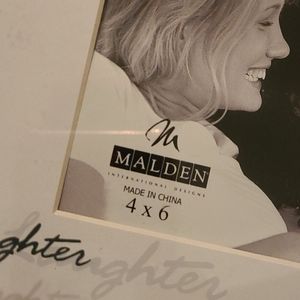 M
MALDEN
INTERNATIONAL DESIGNS
MADE IN CHINA
4 x 6
ghter
ghter